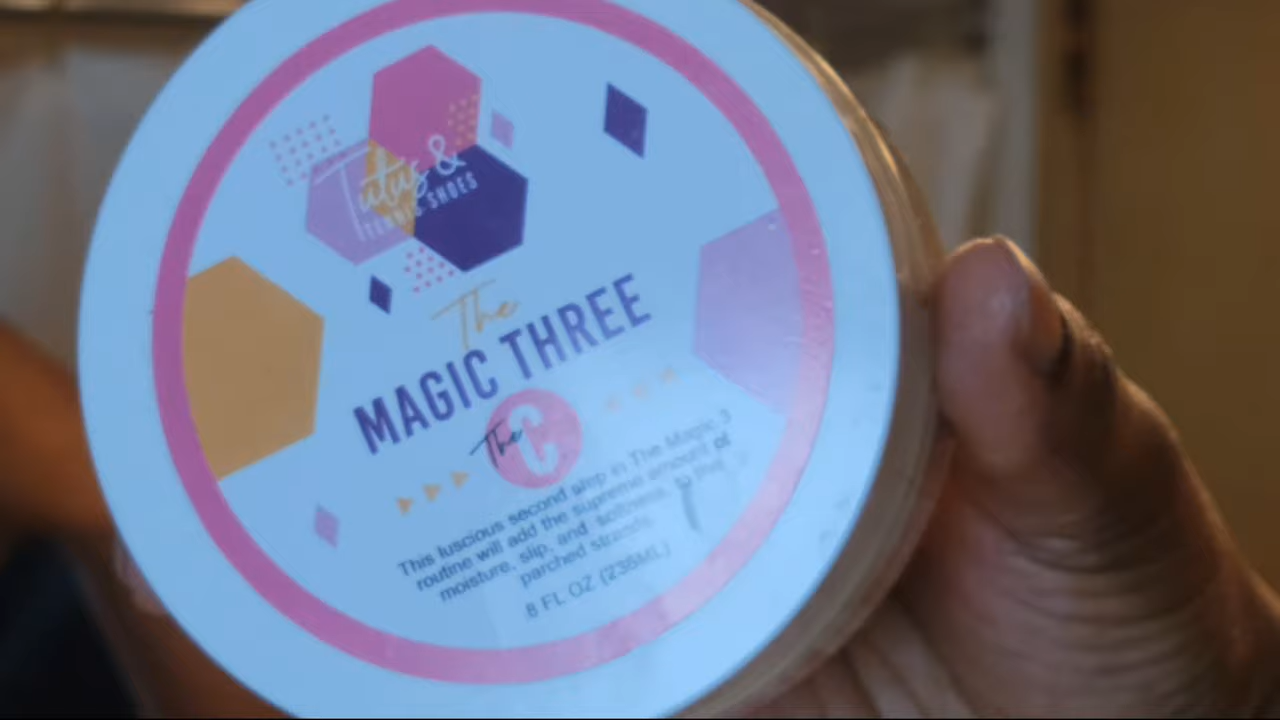 Tutus &
TENNIS SHOES
The
MAGIC THREE
The C
This luscious second step in The Magic 3
routine will add the supreme amount of
moisture, slip, and softness to the
parched strands.
8 FL OZ (236ML)